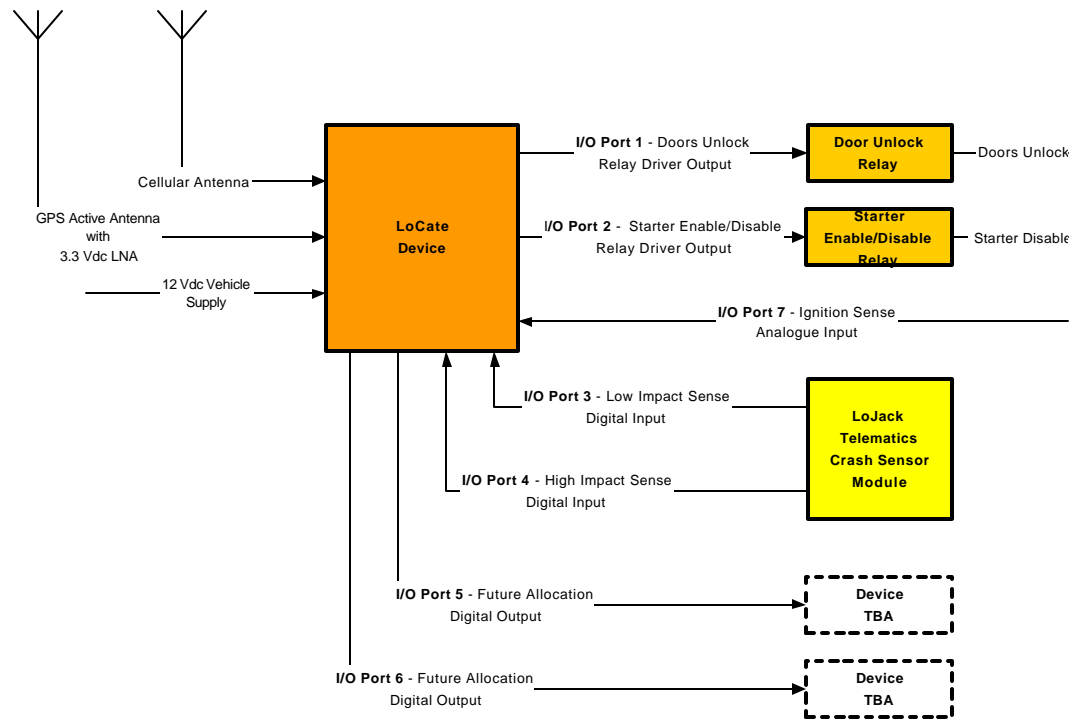 Cellular Antenna
GPS Active Antenna
with
3.3 Vdc LNA
12 Vdc Vehicle
Supply
LoCate
Device
I/O Port 1 - Doors Unlock
Relay Driver Output
Door Unlock
Relay
Doors Unlock
I/O Port 2 - Starter Enable/Disable
Relay Driver Output
Starter
Enable/Disable
Relay
Starter Disable
I/O Port 7 - Ignition Sense
Analogue Input
I/O Port 3 - Low Impact Sense
Digital Input
I/O Port 4 - High Impact Sense
Digital Input
LoJack
Telematics
Crash Sensor
Module
I/O Port 5 - Future Allocation
Digital Output
Device
TBA
I/O Port 6 - Future Allocation
Digital Output
Device
TBA